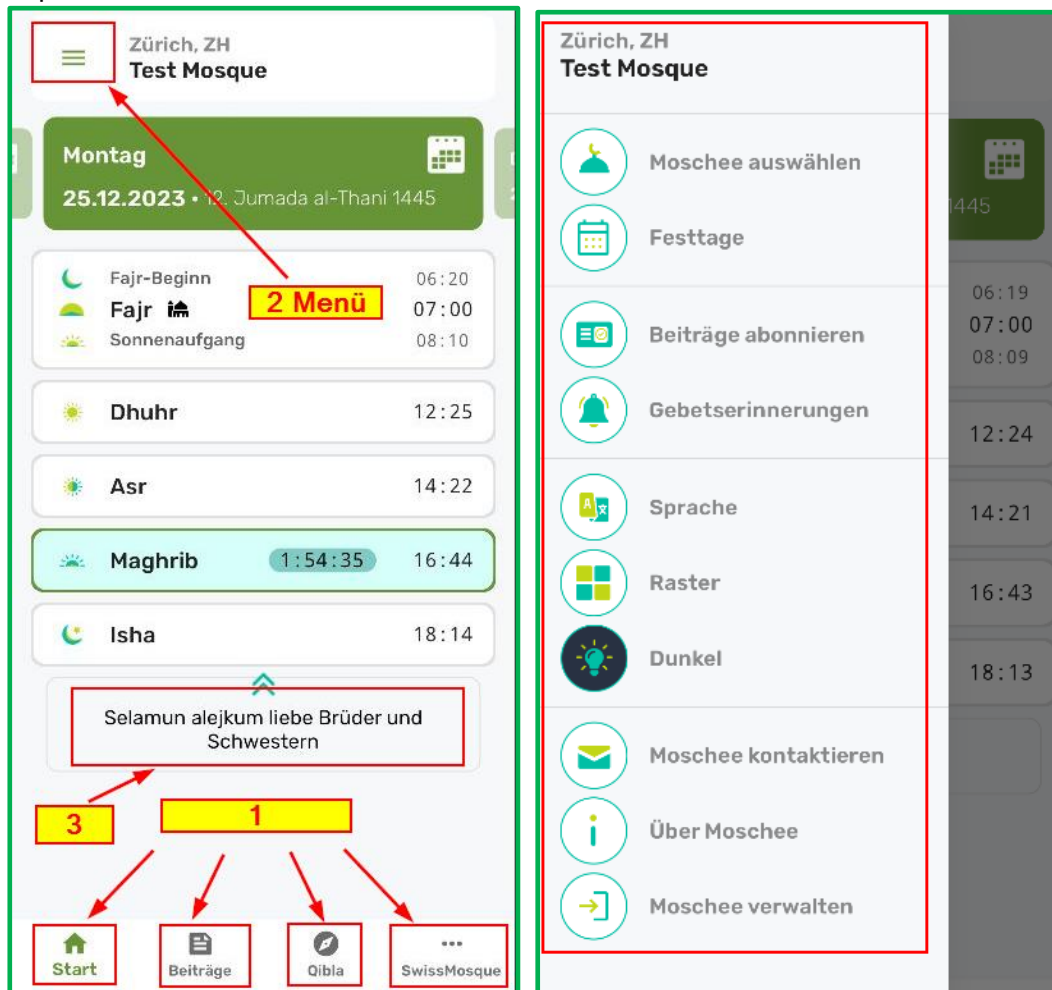 Zürich, ZH
Test Mosque
Montag
25.12.2023 • 12. Jumada al-Thani 1445
Fajr-Beginn 06:20
Fajr 07:00
Sonnenaufgang 08:10
2 Menü
Dhuhr 12:25
Asr 14:22
Maghrib 1:54:35 16:44
Isha 18:14
Selamun alejkum liebe Brüder und
Schwestern
3
1
Start
Beiträge
Qibla
SwissMosque
Zürich, ZH
Test Mosque
Moschee auswählen
Festtage
Beiträge abonnieren
Gebetserinnerungen
Sprache
Raster
Dunkel
Moschee kontaktieren
Über Moschee
Moschee verwalten
1445
06:19
07:00
08:09
12:24
14:21
16:43
18:13